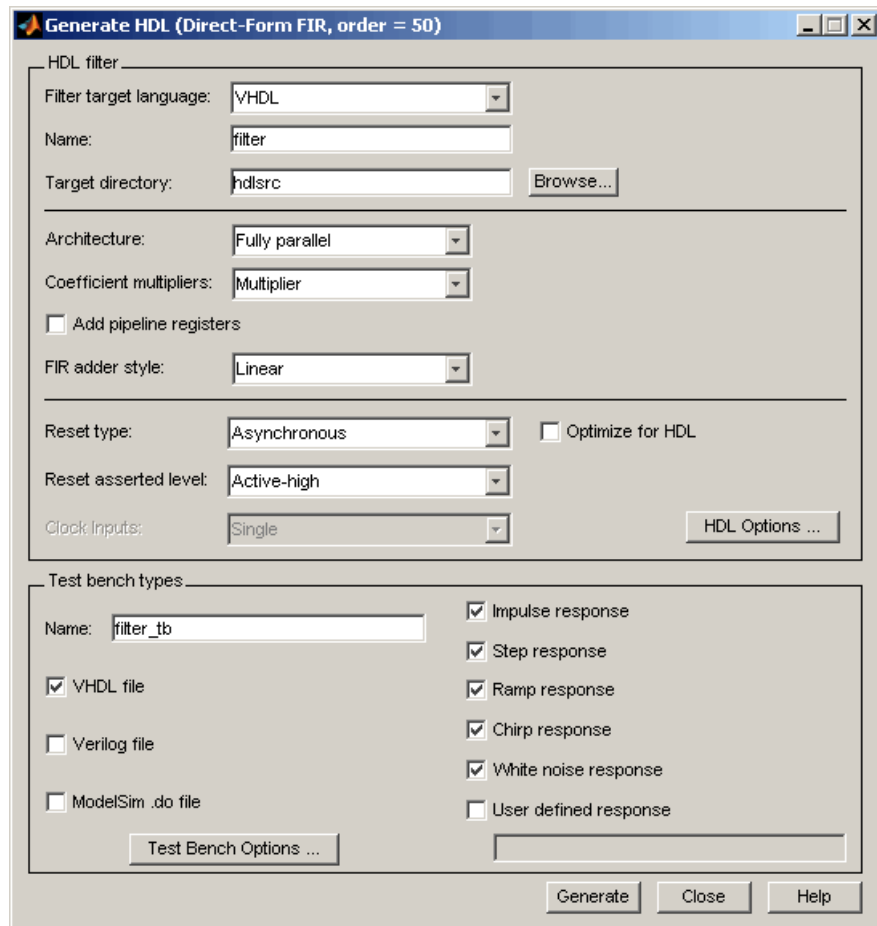 Generate HDL (Direct-Form FIR, order = 50)
HDL filter
Filter target language: VHDL
Name: filter
Target directory: hdlsrc Browse...
Architecture: Fully parallel
Coefficient multipliers: Multiplier
Add pipeline registers
FIR adder style: Linear
Reset type: Asynchronous Optimize for HDL
Reset asserted level: Active-high
Clock Inputs: Single HDL Options ...
Test bench types
Name: filter_tb
VHDL file
Verilog file
ModelSim .do file
Test Bench Options ...
Impulse response
Step response
Ramp response
Chirp response
White noise response
User defined response
Generate Close Help